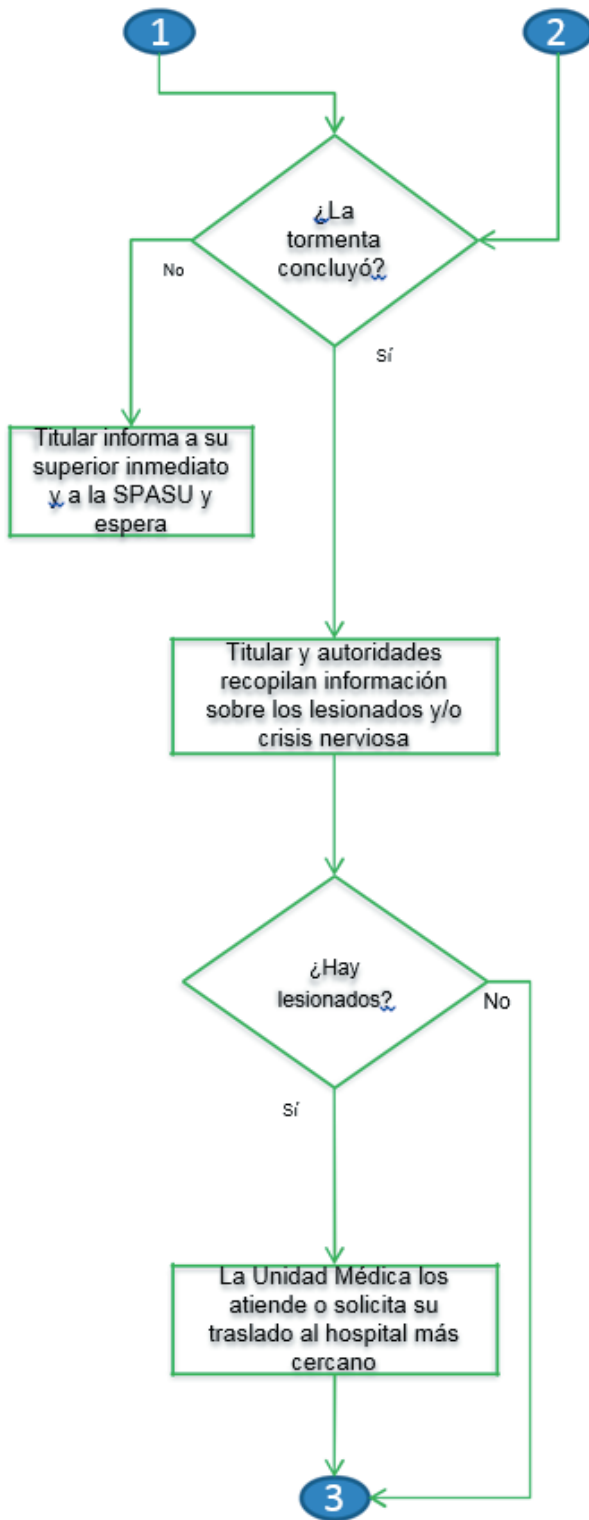 1
2
¿La
tormenta
concluyó?
No
Sí
Titular informa a su
superior inmediato
y a la SPASU y
espera
Titular y autoridades
recopilan información
sobre los lesionados y/o
crisis nerviosa
¿Hay
lesionados?
No
Sí
La Unidad Médica los
atiende o solicita su
traslado al hospital más
cercano
3